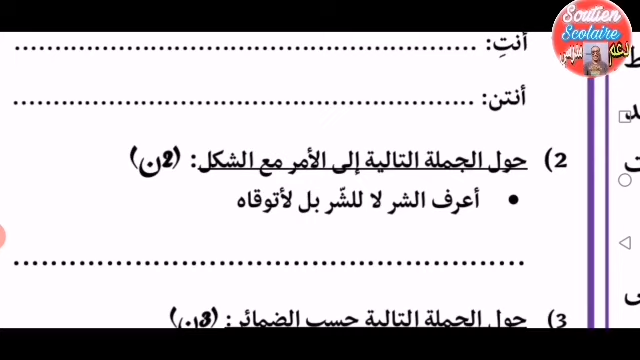 Soutien
Scolaire
أنتِ: ............................................................
أنتن: ............................................................
2) حول الجملة التالية إلى الأمر مع الشكل: (2ن)
• أعرف الشر لا للشّر بل لأتوقاه
............................................................
3) حول الجملة التالية حسب الضمائر: (3ن)